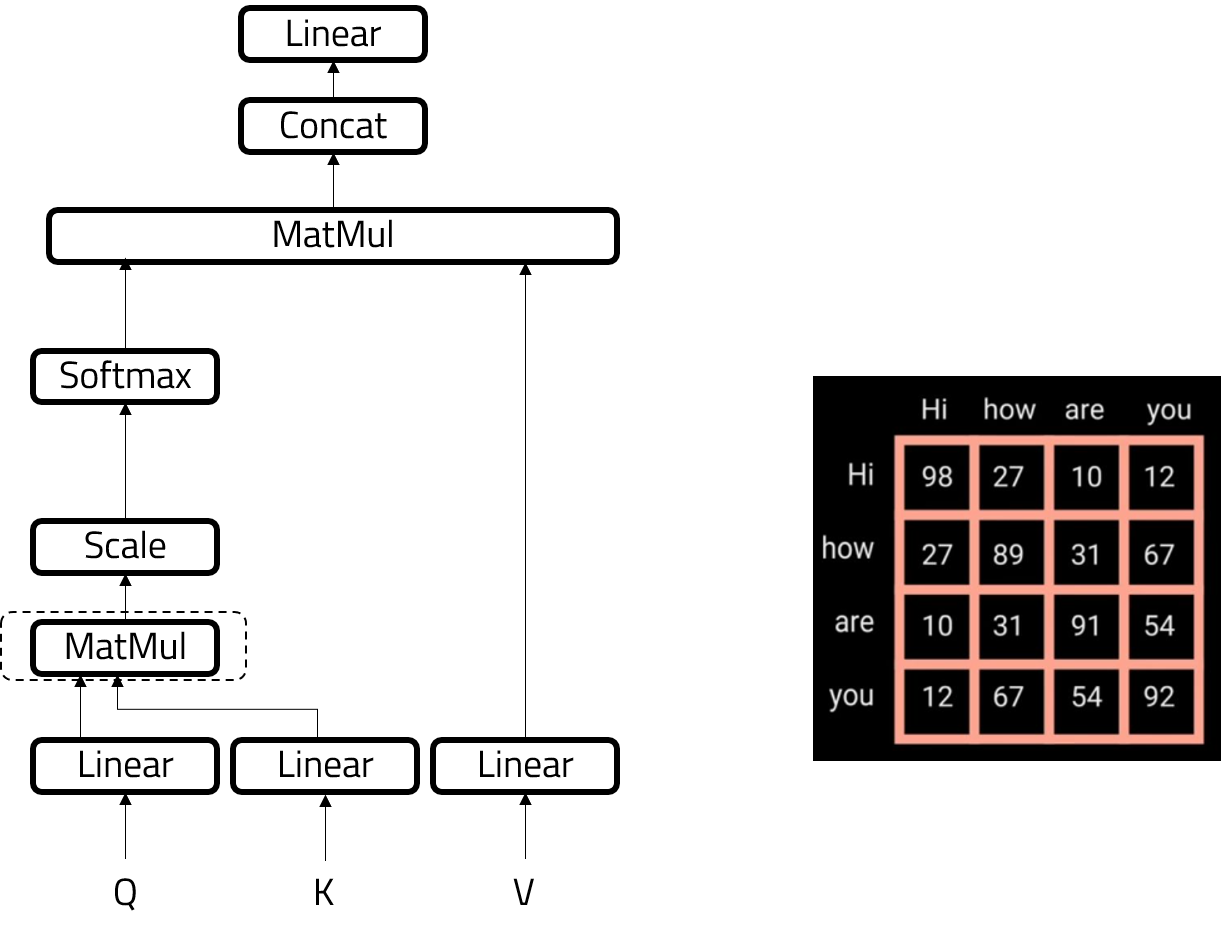 Linear
Concat
MatMul
Softmax
Scale
MatMul
Linear Linear Linear
Q K V
Hi how are you
Hi 98 27 10 12
how 27 89 31 67
are 10 31 91 54
you 12 67 54 92